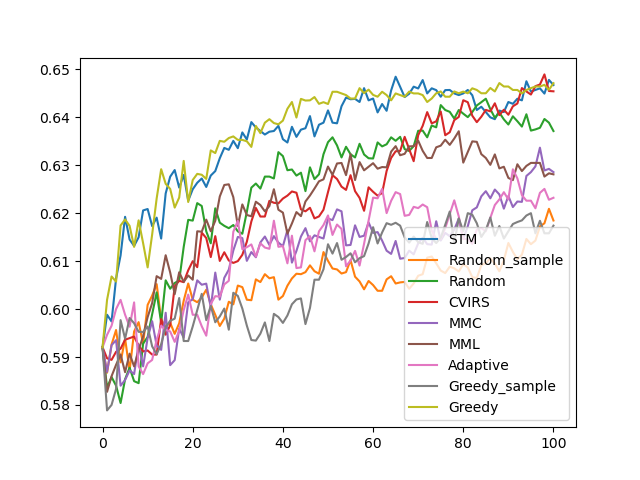 0.65
0.64
0.63
0.62
0.61
0.60
0.59
0.58
0
20
40
60
80
100
STM
Random_sample
Random
CVIRS
MMC
MML
Adaptive
Greedy_sample
Greedy